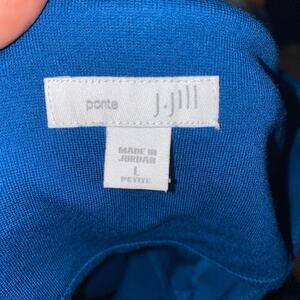 ponte J.Jill
MADE IN
JORDAN
L
PETITE